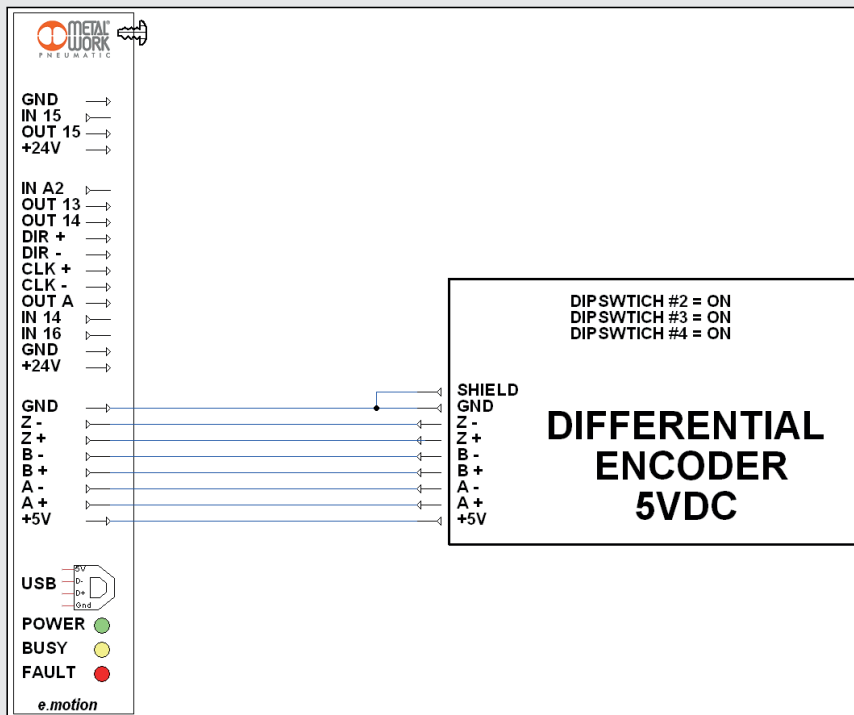 METAL
WORK
PNEUMATIC
GND
IN 15
OUT 15
+24V
IN A2
OUT 13
OUT 14
DIR +
DIR -
CLK +
CLK -
OUT A
IN 14
IN 16
GND
+24V
GND
Z -
Z +
B -
B +
A -
A +
+5V
USB
5V
D-
D+
Gnd
POWER
BUSY
FAULT
e.motion
DIPSWTICH #2 = ON
DIPSWTICH #3 = ON
DIPSWTICH #4 = ON
SHIELD
GND
Z -
Z +
B -
B +
A -
A +
+5V
DIFFERENTIAL
ENCODER
5VDC